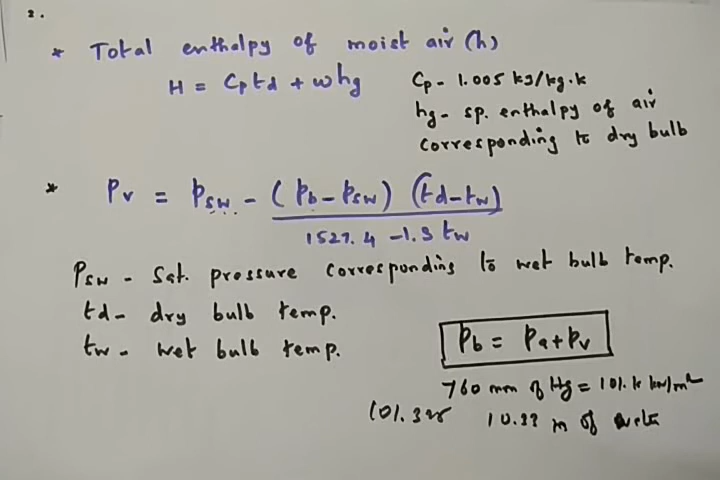 2.
* Total enthalpy of moist air (h)
H = Cp td + w hg
Cp - 1.005 kJ/kg.k
hg - sp. enthalpy of air
corresponding to dry bulb
* Pv = Psw - (Pb - Psw) (td - tw)
1527.4 - 1.3 tw
Psw - Sat. pressure corresponding to wet bulb temp.
td - dry bulb temp.
tw - wet bulb temp.
Pb = Pa + Pv
760 mm of Hg = 101. kN/m²
101.325
10.33 m of water